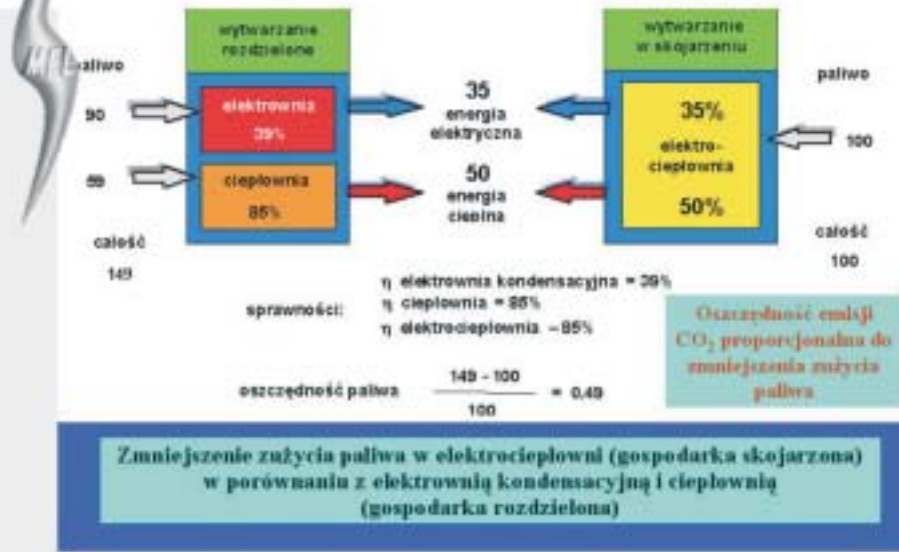 wytwarzanie
rozdzielone
wytwarzanie
w skojarzeniu
paliwo
90
59
całość
149
elektrownia
39%
ciepłownia
85%
35
energia
elektryczna
50
energia
cieplna
35%
elektro-
ciepłownia
50%
paliwo
100
całość
100
sprawności:
η elektrownia kondensacyjna = 39%
η ciepłownia = 85%
η elektrociepłownia – 85%
oszczędność paliwa
149 - 100
100
= 0,49
Oszczędność emisji
CO₂ proporcjonalna do
zmniejszenia zużycia
paliwa
Zmniejszenie zużycia paliwa w elektrociepłowni (gospodarka skojarzona)
w porównaniu z elektrownią kondensacyjną i ciepłownią
(gospodarka rozdzielona)